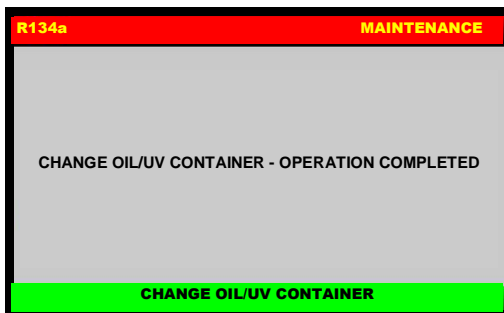 R134a MAINTENANCE
CHANGE OIL/UV CONTAINER - OPERATION COMPLETED
CHANGE OIL/UV CONTAINER